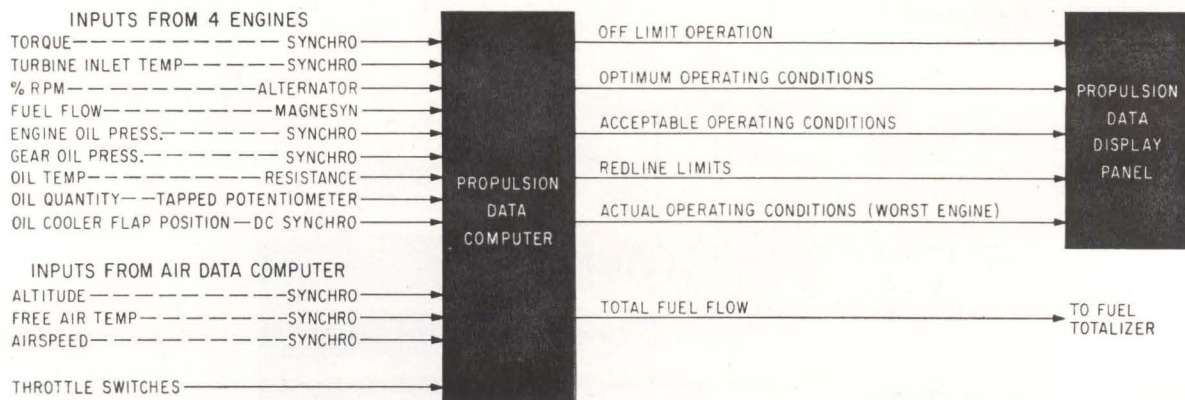 INPUTS FROM 4 ENGINES
TORQUE SYNCHRO
TURBINE INLET TEMP SYNCHRO
% RPM ALTERNATOR
FUEL FLOW MAGNESYN
ENGINE OIL PRESS. SYNCHRO
GEAR OIL PRESS. SYNCHRO
OIL TEMP RESISTANCE
OIL QUANTITY TAPPED POTENTIOMETER
OIL COOLER FLAP POSITION DC SYNCHRO
INPUTS FROM AIR DATA COMPUTER
ALTITUDE SYNCHRO
FREE AIR TEMP SYNCHRO
AIRSPEED SYNCHRO
THROTTLE SWITCHES
PROPULSION
DATA
COMPUTER
OFF LIMIT OPERATION
OPTIMUM OPERATING CONDITIONS
ACCEPTABLE OPERATING CONDITIONS
REDLINE LIMITS
ACTUAL OPERATING CONDITIONS (WORST ENGINE)
TOTAL FUEL FLOW
PROPULSION
DATA
DISPLAY
PANEL
TO FUEL
TOTALIZER